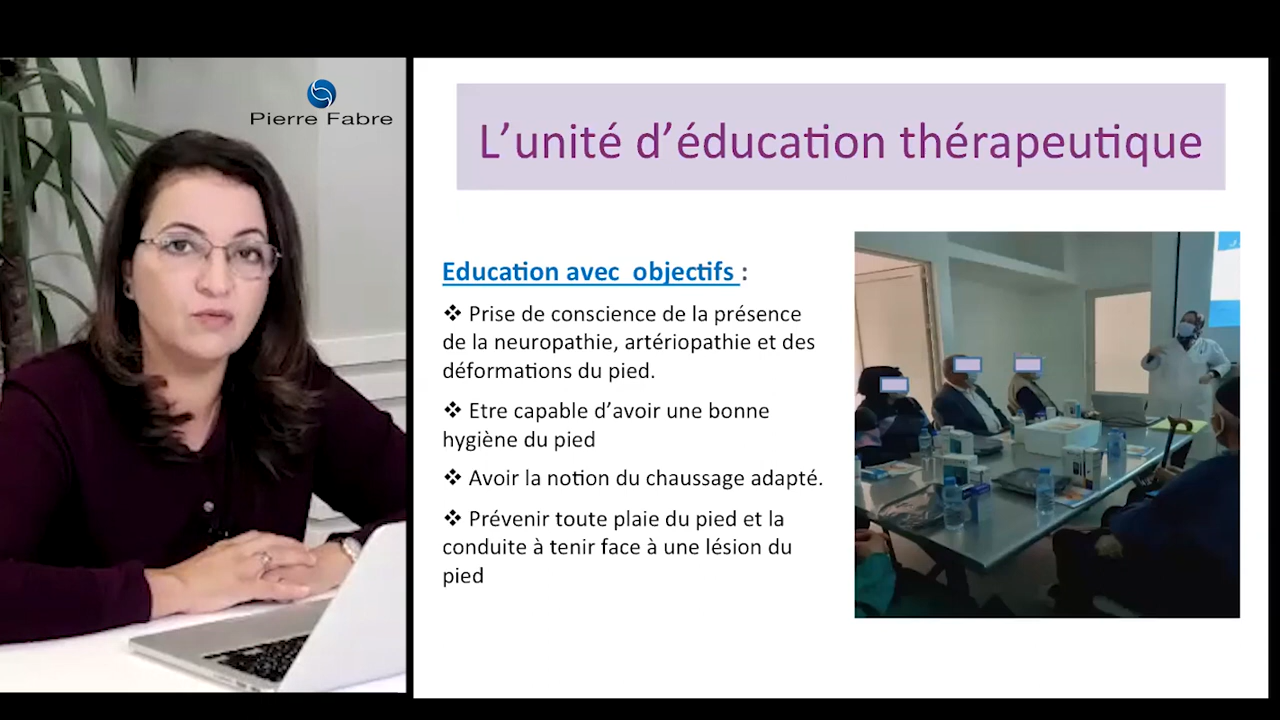 Pierre Fabre
L’unité d’éducation thérapeutique
Education avec  objectifs :
❖ Prise de conscience de la présence
de la neuropathie, artériopathie et des
déformations du pied.
❖ Etre capable d’avoir une bonne
hygiène du pied
❖ Avoir la notion du chaussage adapté.
❖ Prévenir toute plaie du pied et la
conduite à tenir face à une lésion du
pied